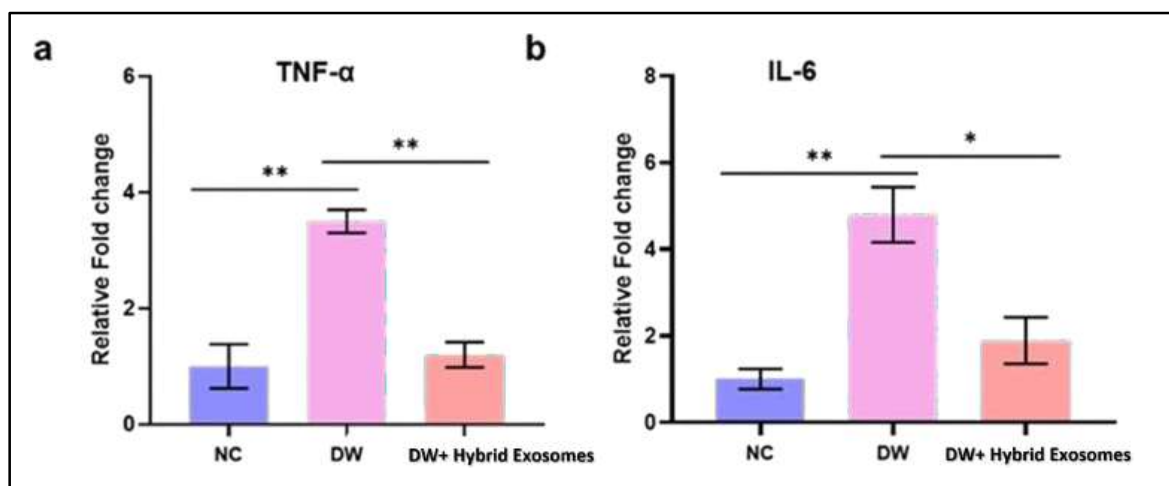 a
TNF-α
Relative Fold change
6
4
2
0
**
**
NC
DW
DW+ Hybrid Exosomes
b
IL-6
Relative Fold change
8
6
4
2
0
**
*
NC
DW
DW+ Hybrid Exosomes